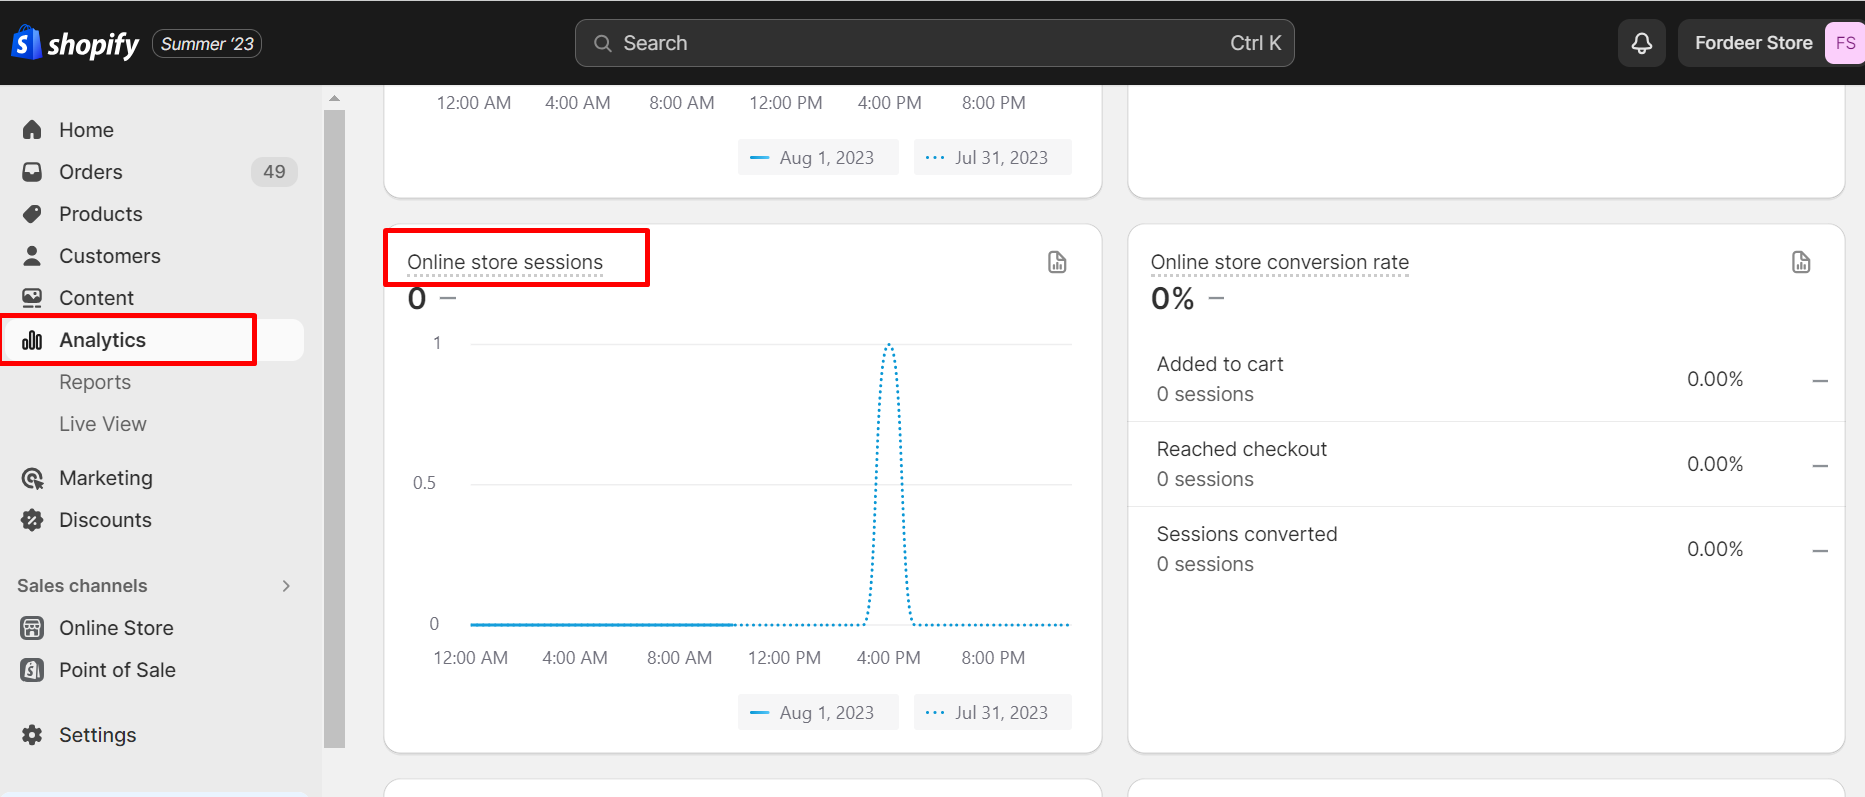 shopify Summer ‘23
Search Ctrl K
Fordeer Store FS
Home
Orders 49
Products
Customers
Content
Analytics
Reports
Live View
Marketing
Discounts
Sales channels
Online Store
Point of Sale
Settings
12:00 AM 4:00 AM 8:00 AM 12:00 PM 4:00 PM 8:00 PM
Aug 1, 2023 Jul 31, 2023
Online store sessions
0 —
1
0.5
0
12:00 AM 4:00 AM 8:00 AM 12:00 PM 4:00 PM 8:00 PM
Aug 1, 2023 Jul 31, 2023
Online store conversion rate
0% —
Added to cart
0 sessions
0.00% —
Reached checkout
0 sessions
0.00% —
Sessions converted
0 sessions
0.00% —